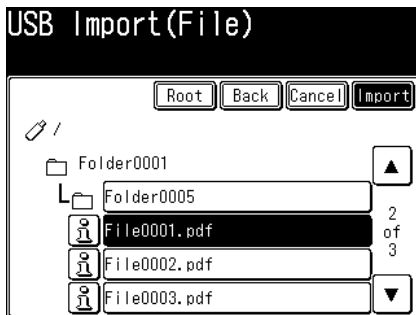 USB Import(File)
Root Back Cancel Import
/
Folder0001
Folder0005
File0001.pdf
File0002.pdf
File0003.pdf
2
of
3